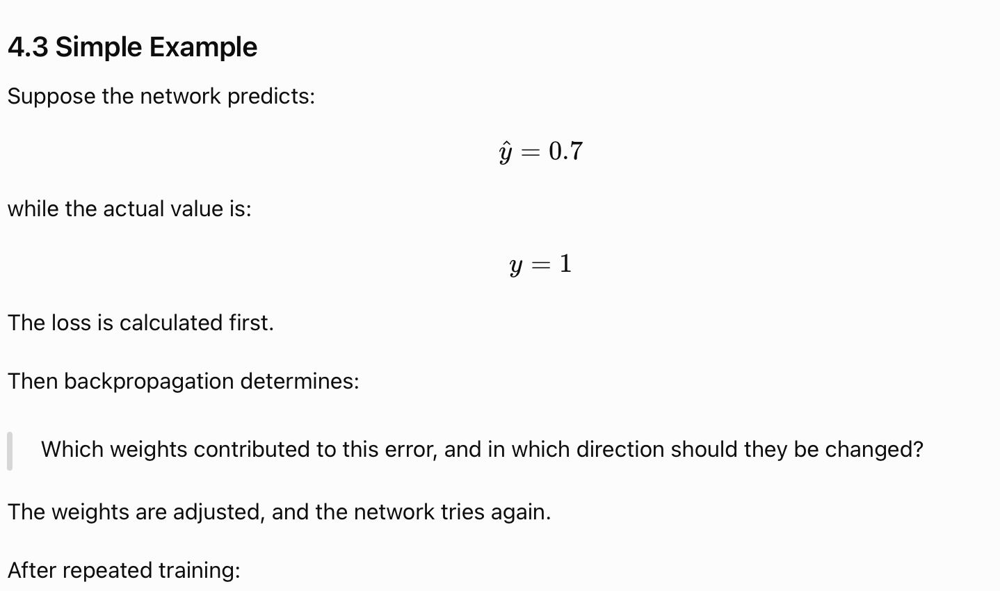 4.3 Simple Example
Suppose the network predicts:
ŷ = 0.7
while the actual value is:
y = 1
The loss is calculated first.
Then backpropagation determines:
Which weights contributed to this error, and in which direction should they be changed?
The weights are adjusted, and the network tries again.
After repeated training: